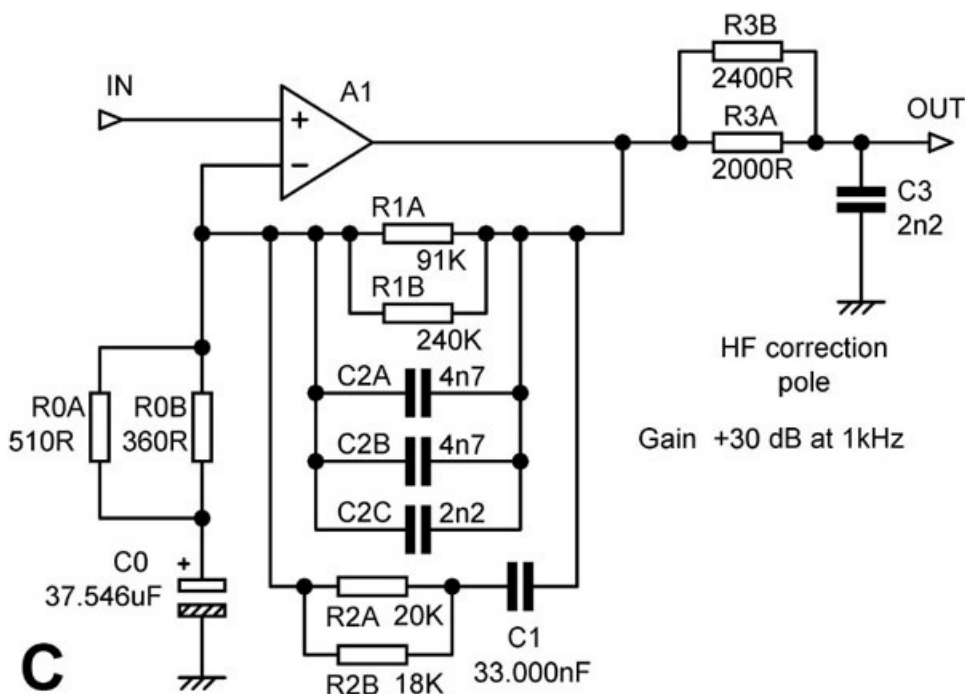 R3B
2400R
IN
A1
OUT
+
−
R3A
2000R
C3
2n2
R1A
91K
R1B
240K
HF correction
pole
C2A
4n7
R0A
510R
R0B
360R
Gain +30 dB at 1kHz
C2B
4n7
C2C
2n2
C0
+
37.546uF
R2A
20K
C1
33.000nF
R2B
18K
C